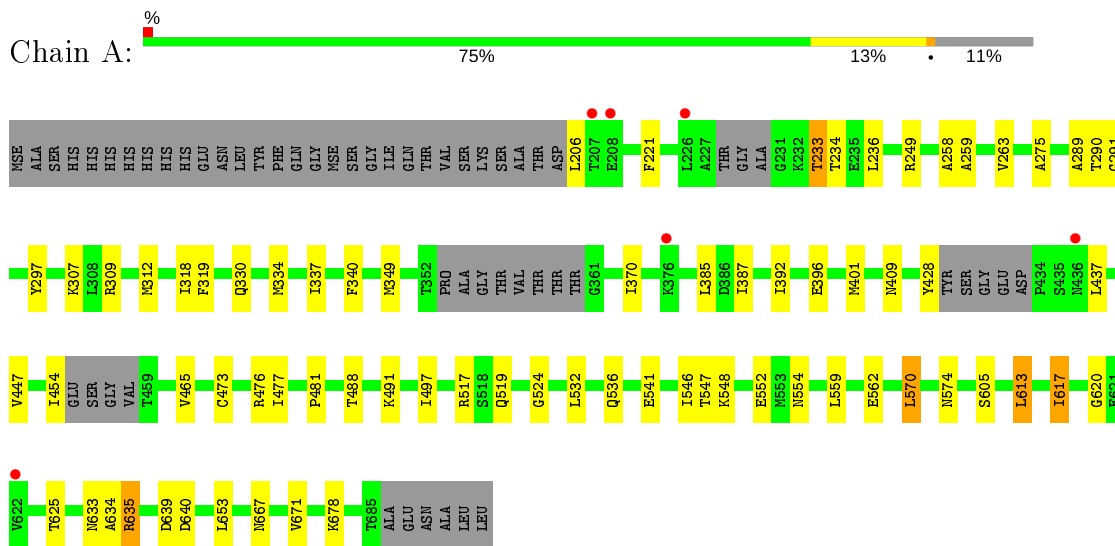 %
Chain A:
75% 13% • 11%
MSE ALA SER HIS HIS HIS HIS HIS HIS HIS HIS GLU ASN LEU TYR PHE GLN GLY MSE SER GLY ILE GLN THR VAL SER LYS SER ALA THR ASP L206 T207 E208 F221 L226 A227 THR GLY ALA G231 K232 T233 T234 E235 L236 R249 A258 A259 V263 A275 A289 T290 G291
Y297 K307 L308 R309 M312 I318 F319 Q330 M334 I337 F340 M349 T352 PRO ALA GLY THR VAL THR THR THR G361 I370 K376 L385 D386 I387 I392 E396 M401 N409 Y428 TYR SER GLY GLU ASP P434 S435 N436 L437
V447 I454 GLU SER GLY VAL T459 V465 C473 R476 I477 P481 T488 K491 I497 R517 S518 Q519 G524 L532 Q536 E541 I546 T547 K548 E552 M553 N554 L559 E562 L570 N574 S605 L613 I617 G620 E621
V622 T625 N633 A634 R635 D639 D640 L653 N667 V671 K678 T685 ALA GLU ASN ALA LEU LEU